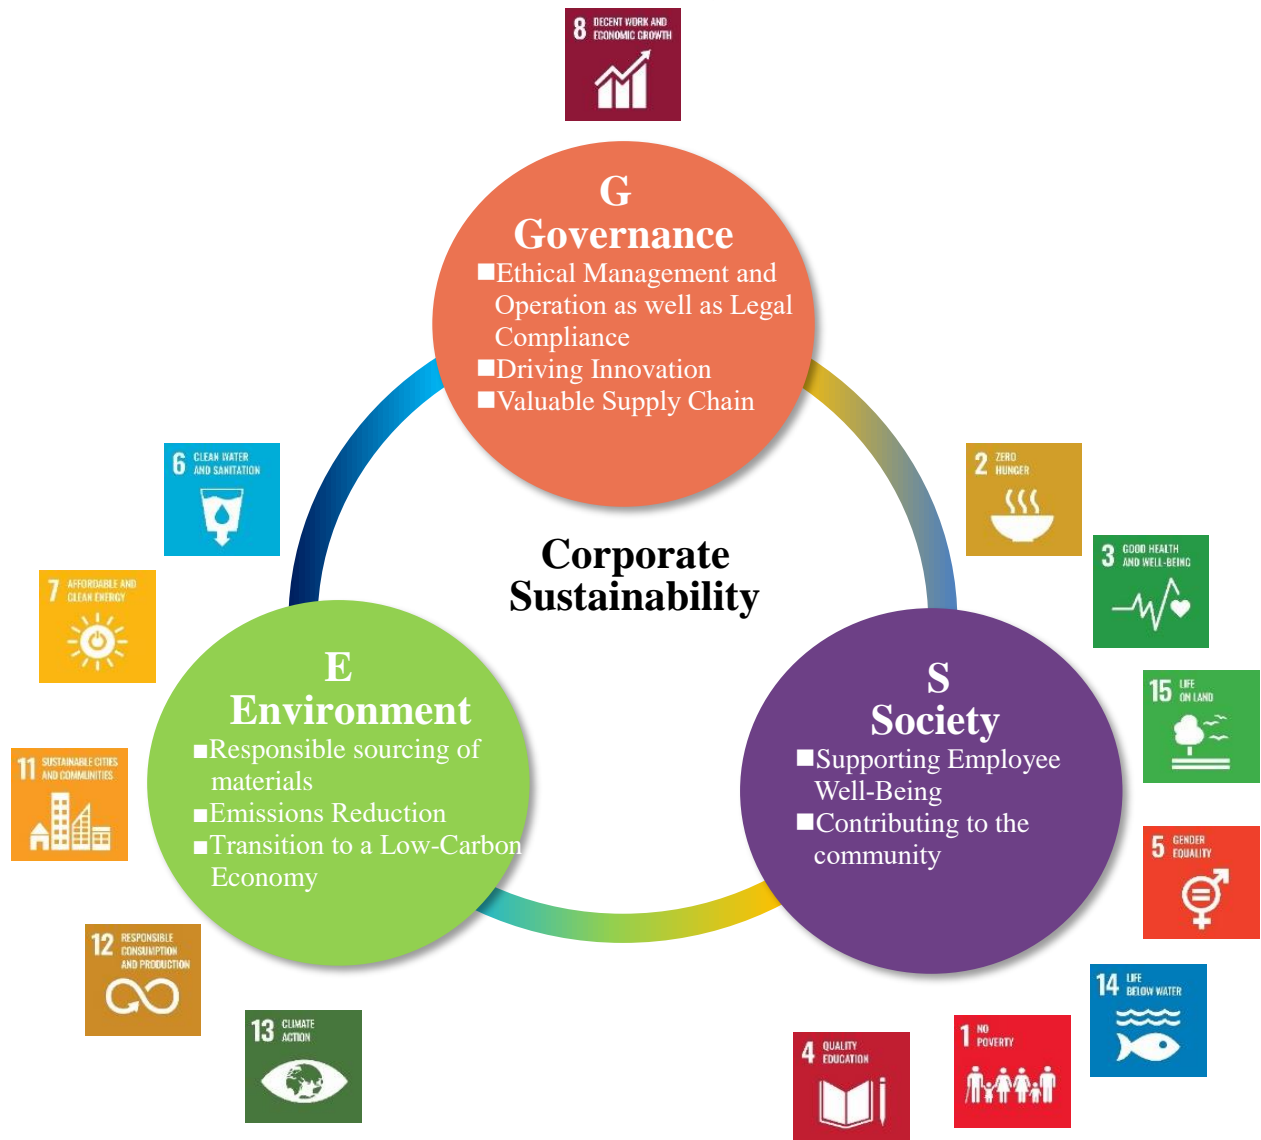 8 DECENT WORK AND
ECONOMIC GROWTH
G
Governance
■Ethical Management and
Operation as well as Legal
Compliance
■Driving Innovation
■Valuable Supply Chain
6 CLEAN WATER
AND SANITATION
7 AFFORDABLE AND
CLEAN ENERGY
11 SUSTAINABLE CITIES
AND COMMUNITIES
12 RESPONSIBLE
CONSUMPTION
AND PRODUCTION
13 CLIMATE
ACTION
Corporate
Sustainability
E
Environment
■Responsible sourcing of
materials
■Emissions Reduction
■Transition to a Low-Carbon
Economy
S
Society
■Supporting Employee
Well-Being
■Contributing to the
community
2 ZERO
HUNGER
3 GOOD HEALTH
AND WELL-BEING
15 LIFE
ON LAND
5 GENDER
EQUALITY
14 LIFE
BELOW WATER
1 NO
POVERTY
4 QUALITY
EDUCATION